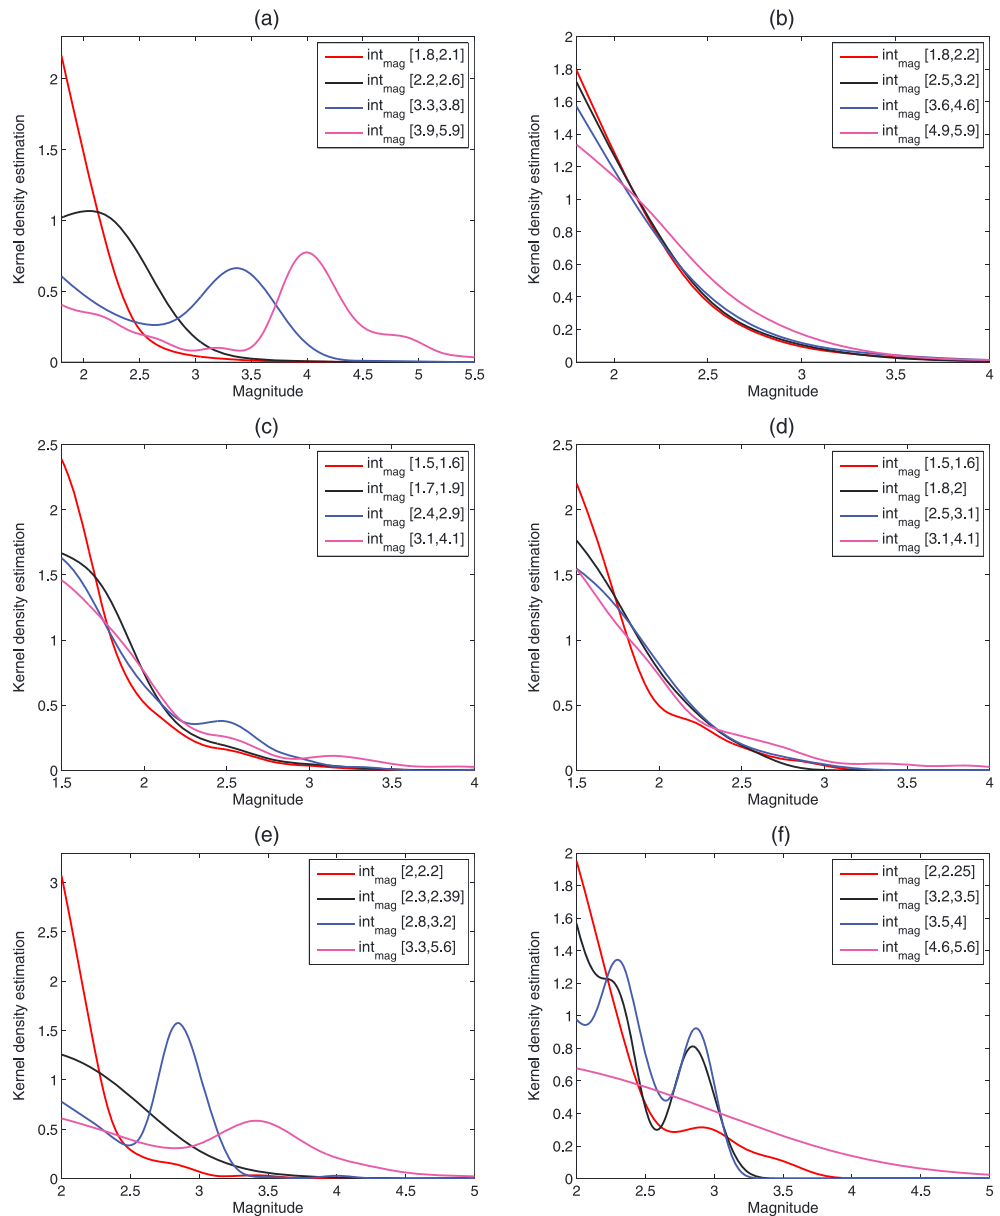 (a)
Kernel density estimation
2
1.5
1
0.5
0
2 2.5 3 3.5 4 4.5 5 5.5
Magnitude
int_mag [1.8,2.1]
int_mag [2.2,2.6]
int_mag [3.3,3.8]
int_mag [3.9,5.9]
(b)
Kernel density estimation
2
1.8
1.6
1.4
1.2
1
0.8
0.6
0.4
0.2
0
2 2.5 3 3.5 4
Magnitude
int_mag [1.8,2.2]
int_mag [2.5,3.2]
int_mag [3.6,4.6]
int_mag [4.9,5.9]
(c)
Kernel density estimation
2.5
2
1.5
1
0.5
0
1.5 2 2.5 3 3.5 4
Magnitude
int_mag [1.5,1.6]
int_mag [1.7,1.9]
int_mag [2.4,2.9]
int_mag [3.1,4.1]
(d)
Kernel density estimation
2.5
2
1.5
1
0.5
0
1.5 2 2.5 3 3.5 4
Magnitude
int_mag [1.5,1.6]
int_mag [1.8,2]
int_mag [2.5,3.1]
int_mag [3.1,4.1]
(e)
Kernel density estimation
3
2.5
2
1.5
1
0.5
0
2 2.5 3 3.5 4 4.5 5
Magnitude
int_mag [2,2.2]
int_mag [2.3,2.39]
int_mag [2.8,3.2]
int_mag [3.3,5.6]
(f)
Kernel density estimation
2
1.8
1.6
1.4
1.2
1
0.8
0.6
0.4
0.2
0
2 2.5 3 3.5 4 4.5 5
Magnitude
int_mag [2,2.25]
int_mag [3.2,3.5]
int_mag [3.5,4]
int_mag [4.6,5.6]